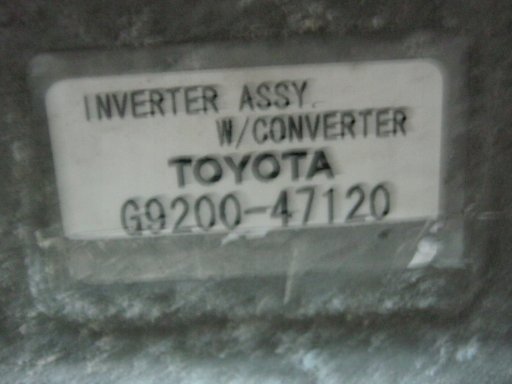 INVERTER ASSY.
W/CONVERTER
TOYOTA
G9200-47120